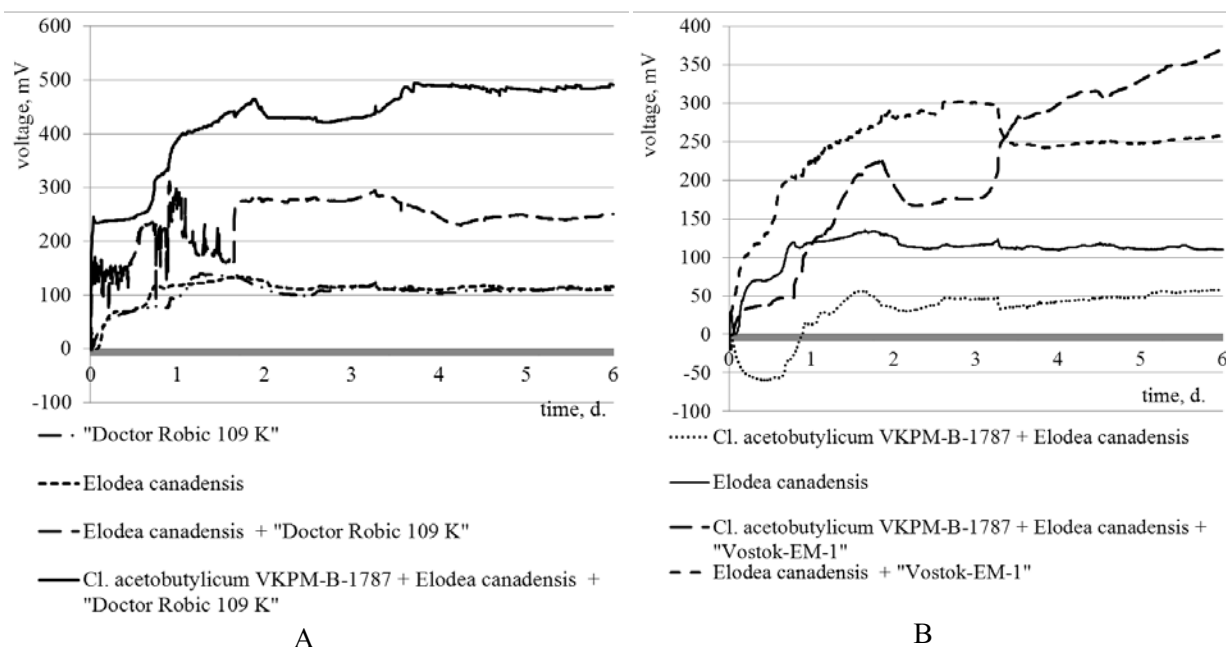 600
500
400
300
200
100
0
-100
voltage, mV
0 1 2 3 4 5 6
time, d.
"Doctor Robic 109 K"
Elodea canadensis
Elodea canadensis + "Doctor Robic 109 K"
Cl. acetobutylicum VKPM-B-1787 + Elodea canadensis +
"Doctor Robic 109 K"
A
400
350
300
250
200
150
100
50
0
-50
-100
voltage, mV
0 1 2 3 4 5 6
time, d.
Cl. acetobutylicum VKPM-B-1787 + Elodea canadensis
Elodea canadensis
Cl. acetobutylicum VKPM-B-1787 + Elodea canadensis +
"Vostok-EM-1"
Elodea canadensis + "Vostok-EM-1"
B